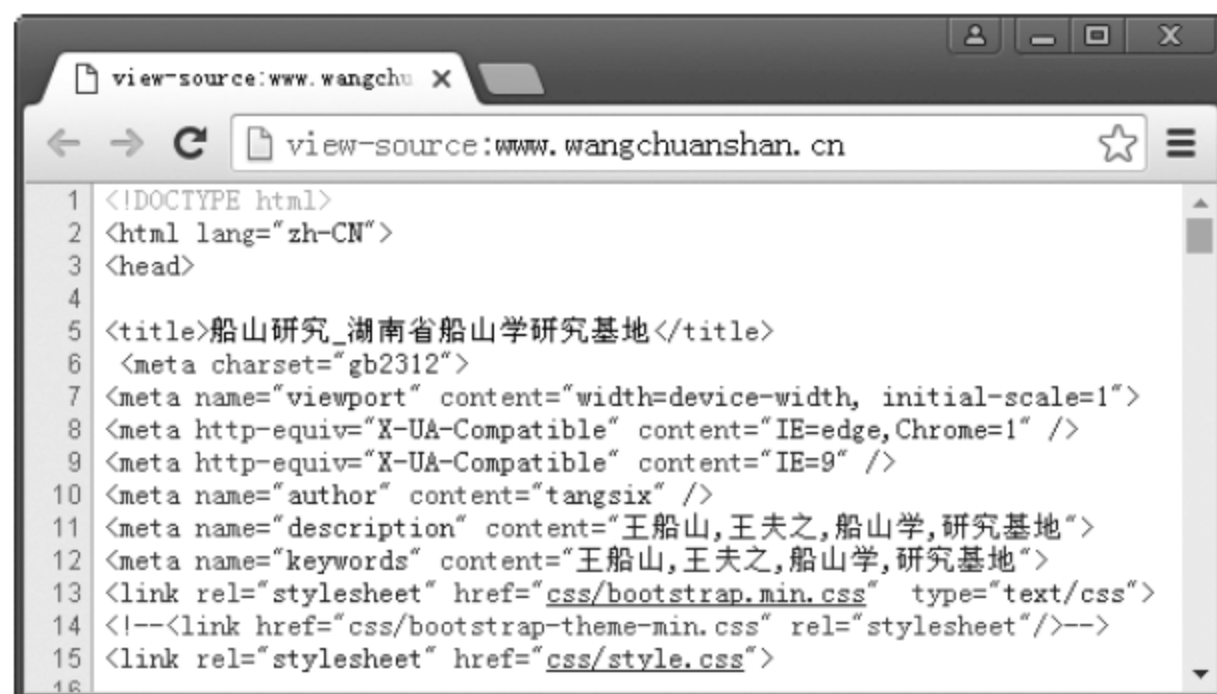 view-source:www.wangchu
view-source:www.wangchuanshan.cn
1 <!DOCTYPE html>
2 <html lang="zh-CN">
3 <head>
4
5 <title>船山研究_湖南省船山学研究基地</title>
6 <meta charset="gb2312">
7 <meta name="viewport" content="width=device-width, initial-scale=1">
8 <meta http-equiv="X-UA-Compatible" content="IE=edge,Chrome=1" />
9 <meta http-equiv="X-UA-Compatible" content="IE=9" />
10 <meta name="author" content="tangsix" />
11 <meta name="description" content="王船山,王夫之,船山学,研究基地">
12 <meta name="keywords" content="王船山,王夫之,船山学,研究基地">
13 <link rel="stylesheet" href="css/bootstrap.min.css"  type="text/css">
14 <!--<link href="css/bootstrap-theme-min.css" rel="stylesheet"/>-->
15 <link rel="stylesheet" href="css/style.css">
16